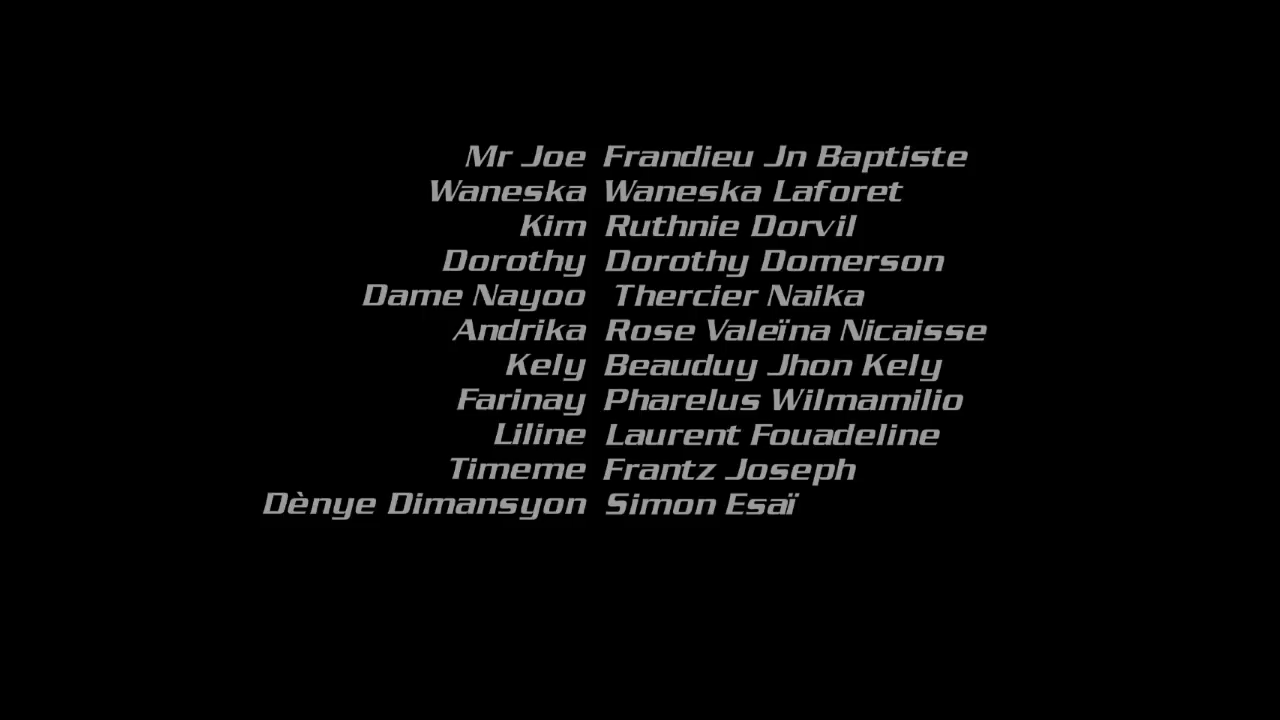 Mr Joe Frandieu Jn Baptiste
Waneska Waneska Laforet
Kim Ruthnie Dorvil
Dorothy Dorothy Domerson
Dame Nayoo Thercier Naika
Andrika Rose Valeïna Nicaisse
Kely Beauduy Jhon Kely
Farinay Pharelus Wilmamilio
Liline Laurent Fouadeline
Timeme Frantz Joseph
Dènye Dimansyon Simon Esaï